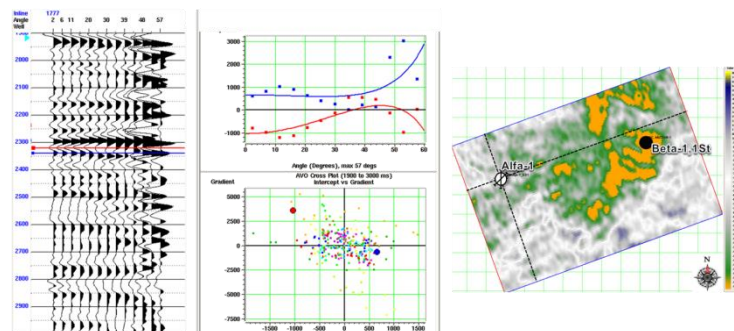 Inline 1777
Angle 2 6 11 16 20 30 35 39 48 57
Well
2000
2100
2200
2300
2400
2500
2600
2700
2800
2900
3000
2000
1000
0
-1000
0 10 20 30 40 50 60
Angle (Degrees), max 57 degs
AVO Cross Plot (1900 to 3000 ms)
Gradient Intercept vs Gradient
5000
2500
0
-2500
-5000
-1500 -1000 -500 0 500 1000 1500
Alfa-1
Beta-1,1St
N